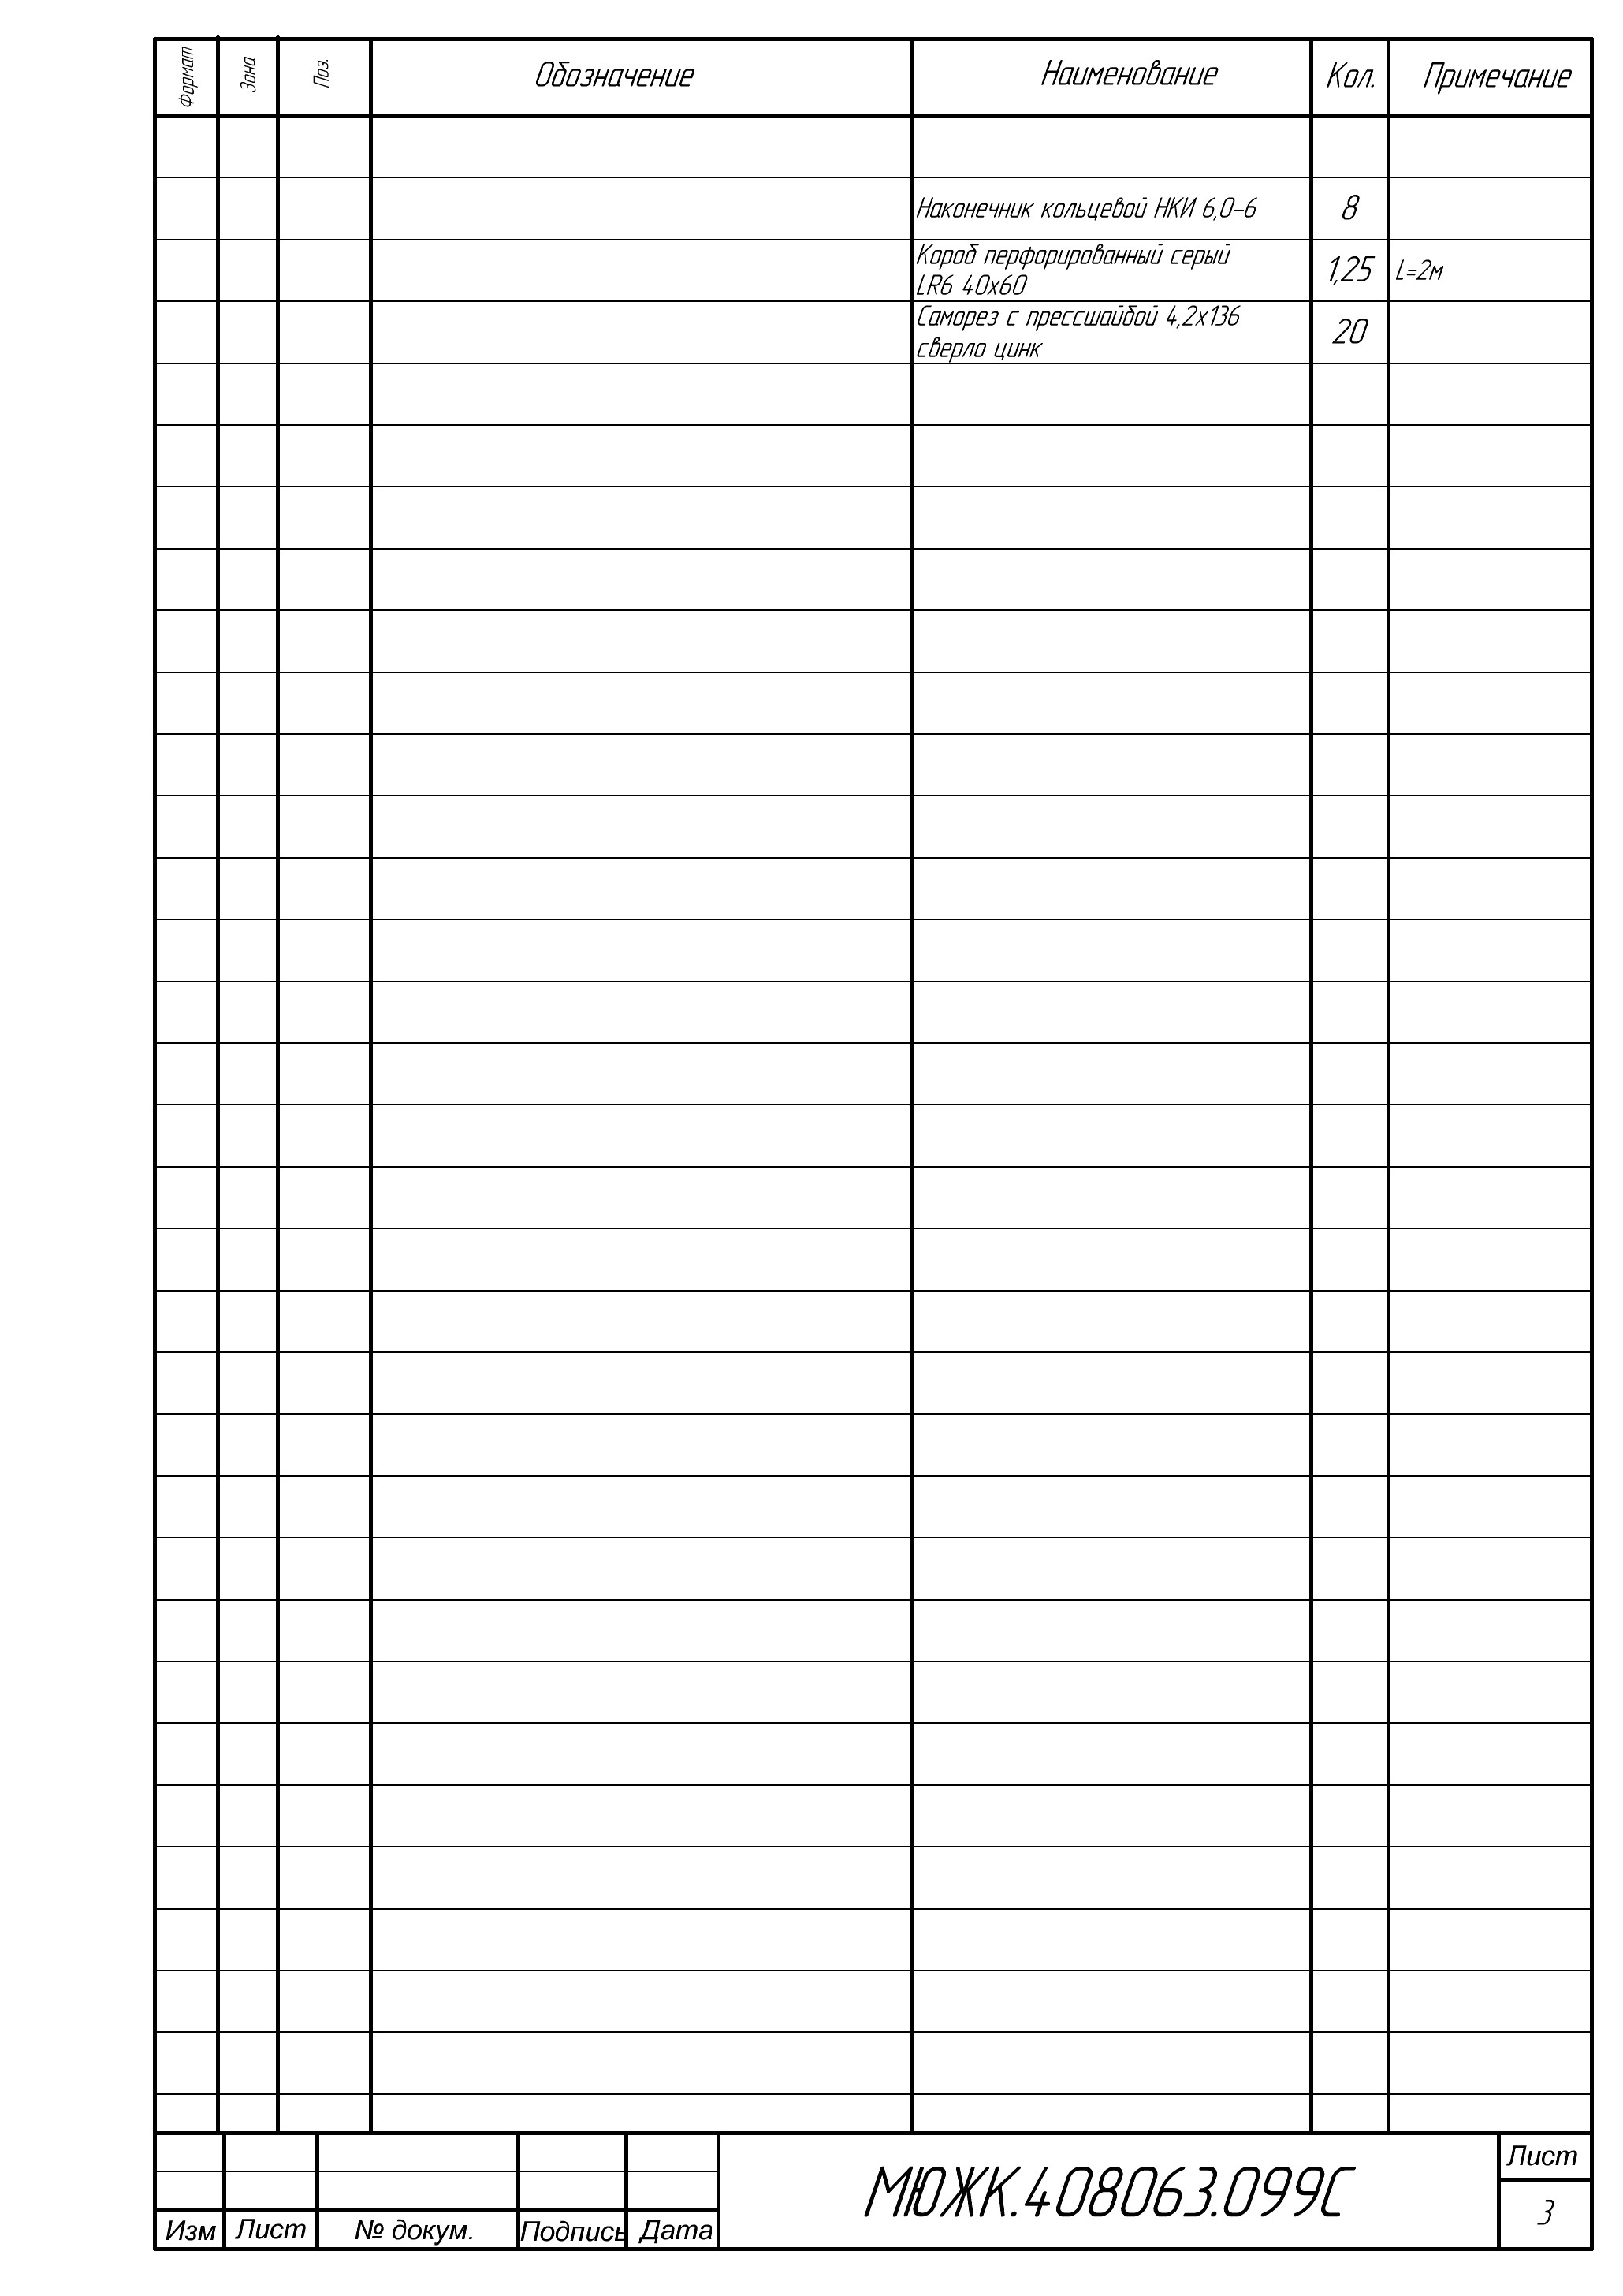 Формат Зона Поз. Обозначение Наименование Кол. Примечание
Наконечник кольцевой НКИ 6,0-6 8
Короб перфорированный серый
LR6 40х60 1,25 L=2м
Саморез с прессшайбой 4,2х136
сверло цинк 20
МЮЖК.408063.099С
Лист
3
Изм Лист № докум. Подпись Дата